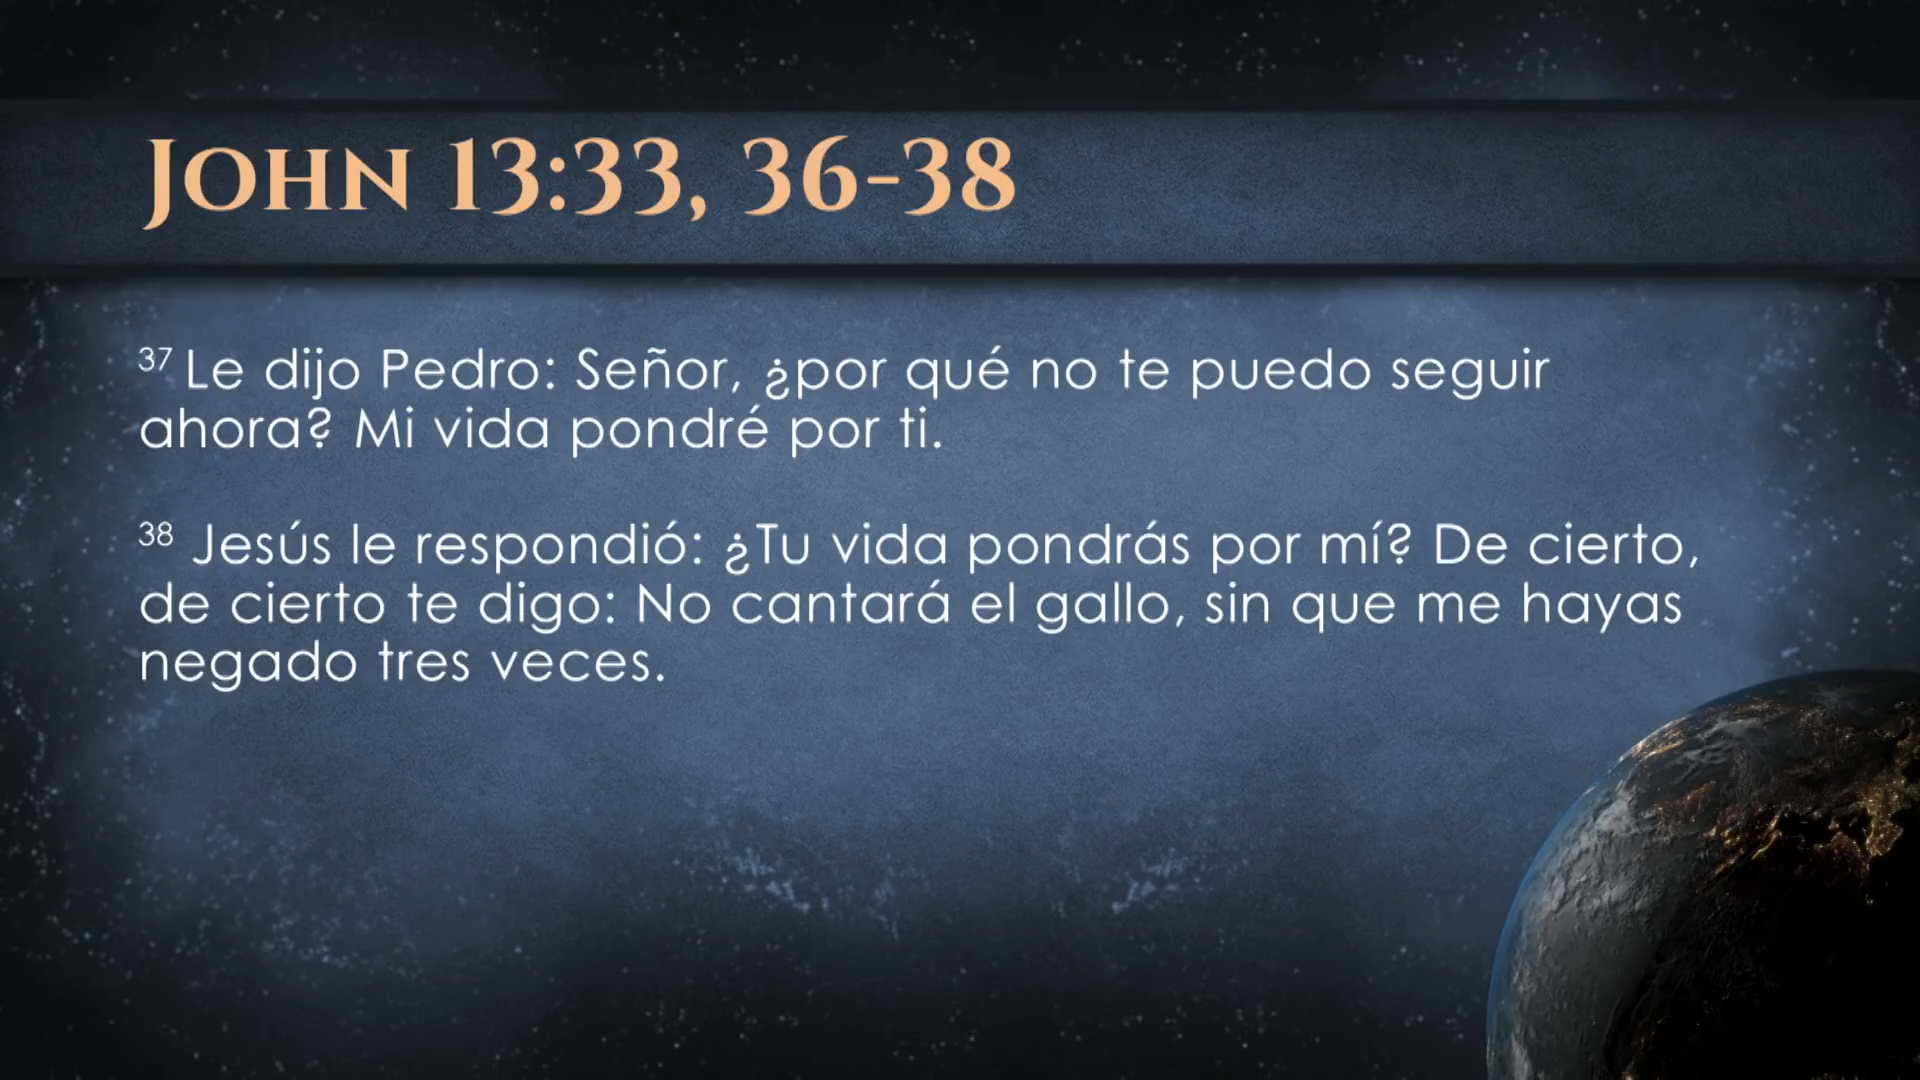 John 13:33, 36-38
37 Le dijo Pedro: Señor, ¿por qué no te puedo seguir
ahora? Mi vida pondré por ti.
38 Jesús le respondió: ¿Tu vida pondrás por mí? De cierto,
de cierto te digo: No cantará el gallo, sin que me hayas
negado tres veces.